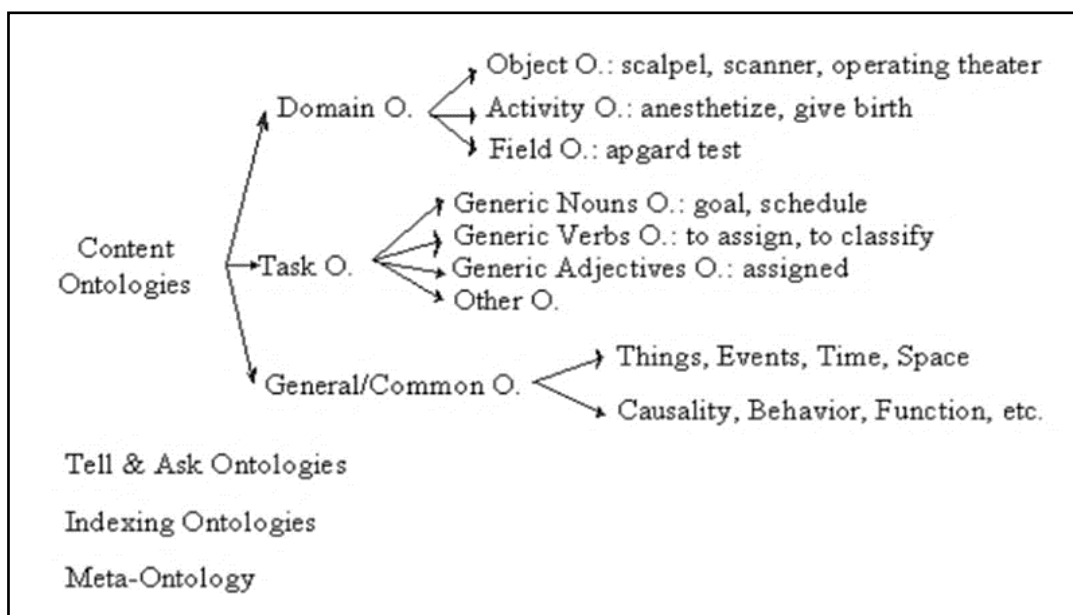 Object O.: scalpel, scanner, operating theater
Domain O.
Activity O.: anesthetize, give birth
Field O.: apgard test
Generic Nouns O.: goal, schedule
Generic Verbs O.: to assign, to classify
Content
Ontologies
Task O.
Generic Adjectives O.: assigned
Other O.
Things, Events, Time, Space
General/Common O.
Causality, Behavior, Function, etc.
Tell & Ask Ontologies
Indexing Ontologies
Meta-Ontology